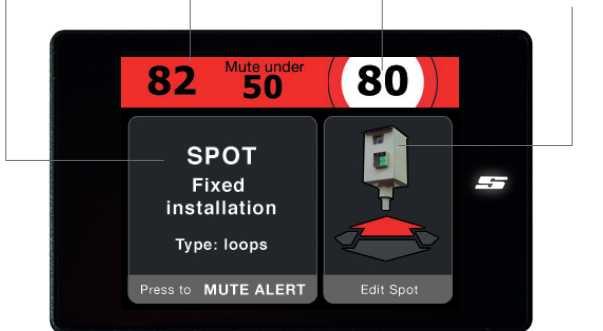 82
Mute under
50
80
SPOT
Fixed
installation
Type: loops
Press to MUTE ALERT
Edit Spot